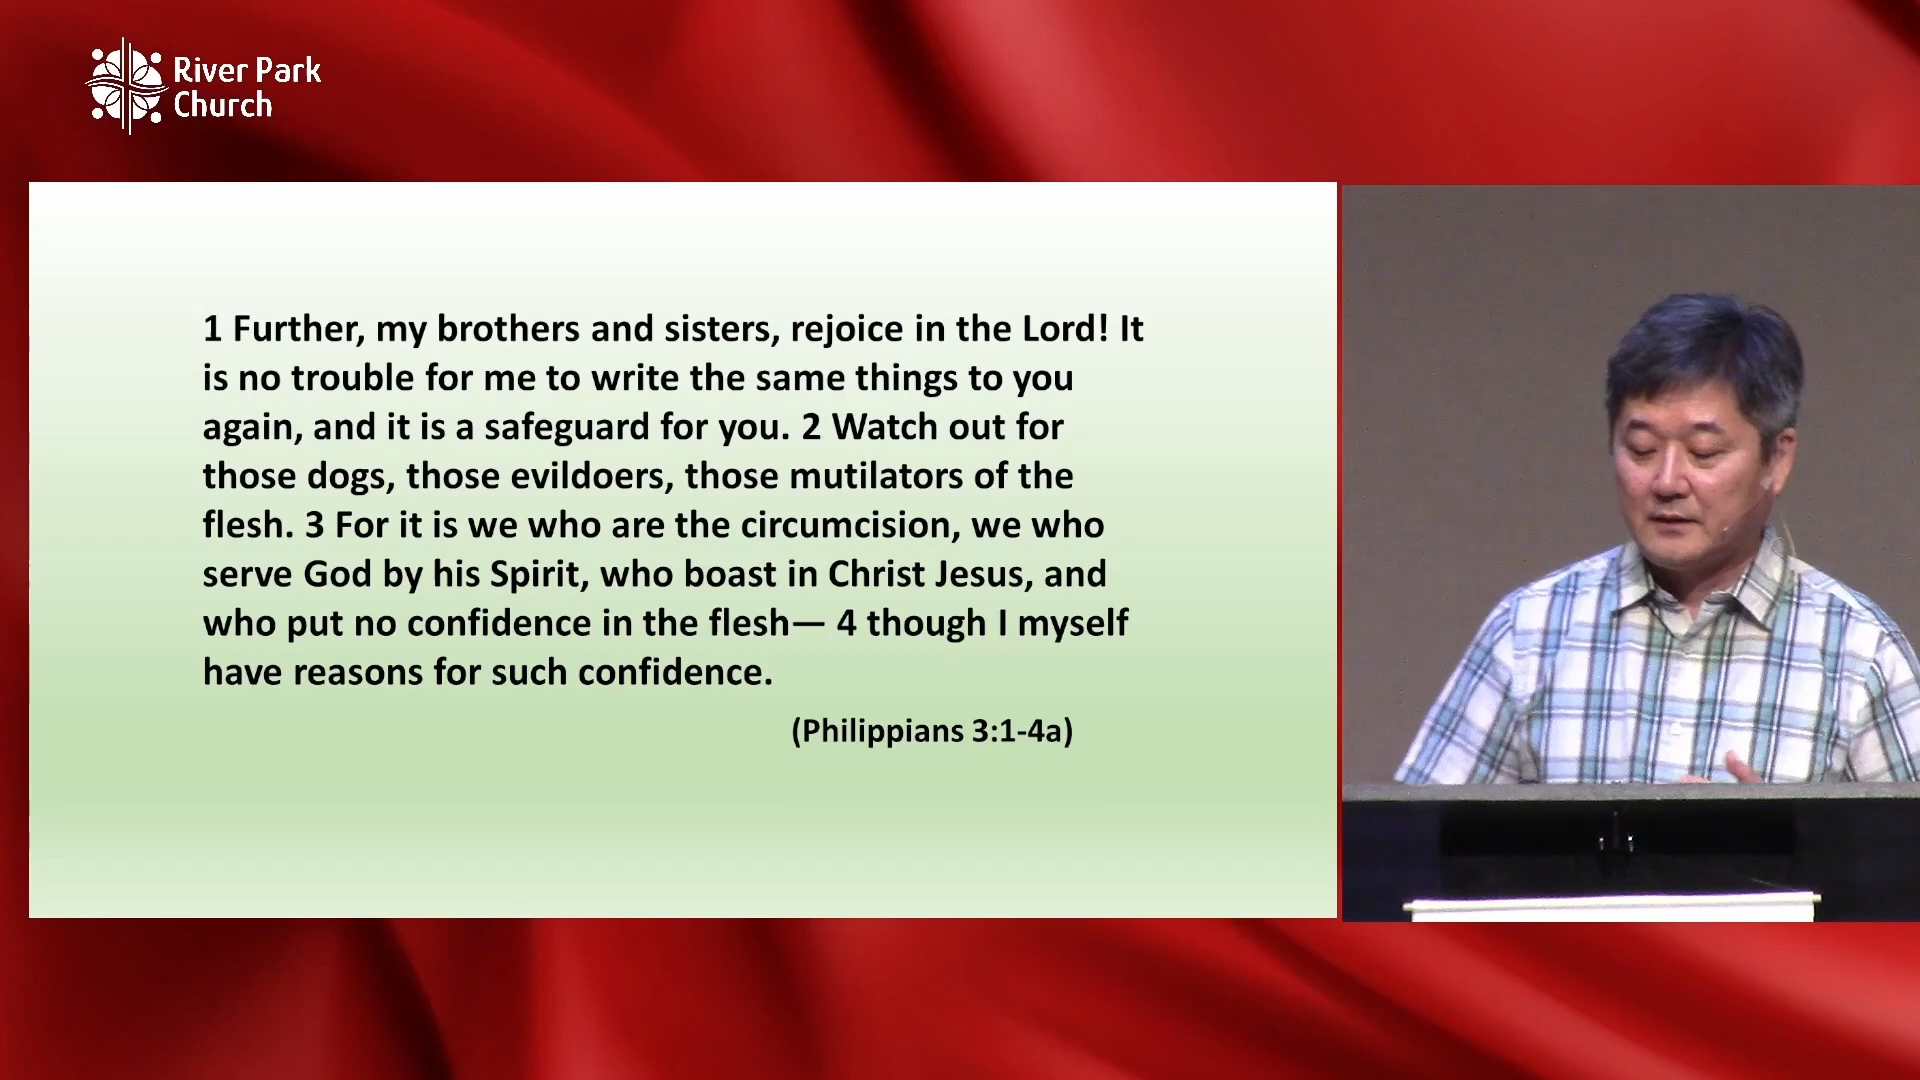 River Park
Church
1 Further, my brothers and sisters, rejoice in the Lord! It
is no trouble for me to write the same things to you
again, and it is a safeguard for you. 2 Watch out for
those dogs, those evildoers, those mutilators of the
flesh. 3 For it is we who are the circumcision, we who
serve God by his Spirit, who boast in Christ Jesus, and
who put no confidence in the flesh— 4 though I myself
have reasons for such confidence.
(Philippians 3:1-4a)